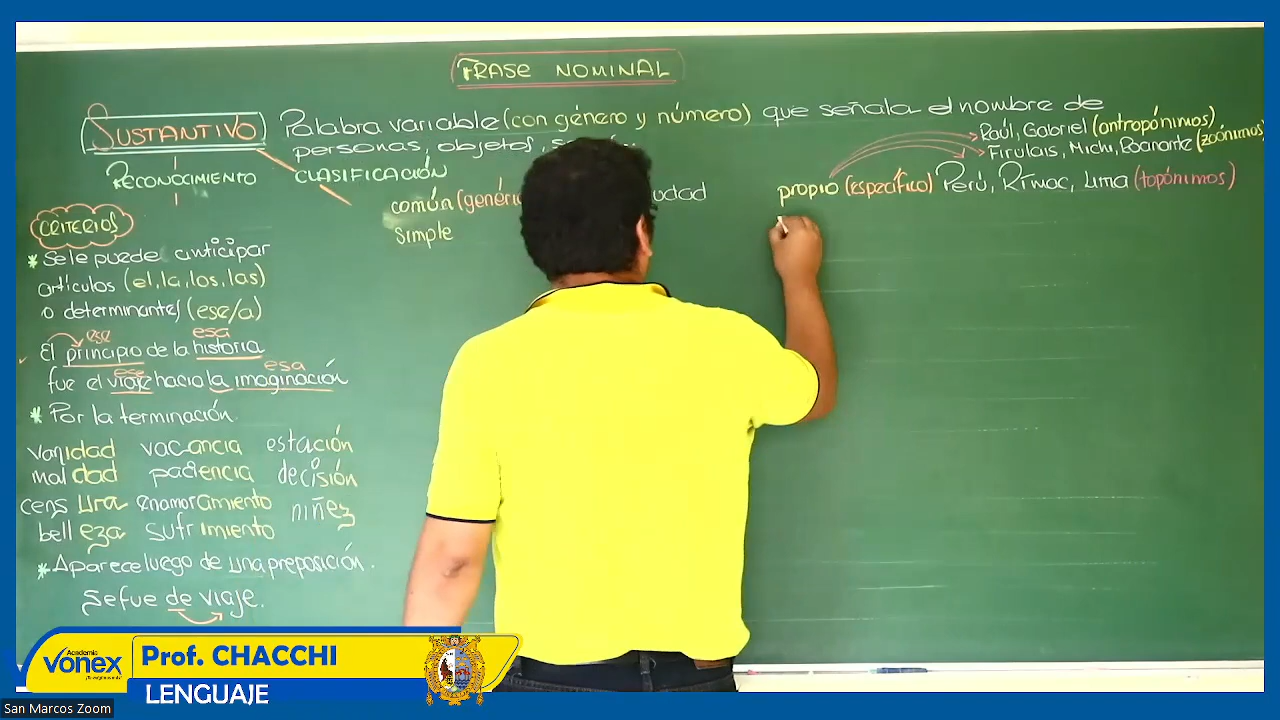 FRASE NOMINAL
SUSTANTIVO Palabra variable (con género y número) que señala el nombre de
personas, objetos,
Raúl, Gabriel (antropónimos)
Firulais, Michi, Roanante (zoónimos)
RECONOCIMIENTO CLASIFICACIÓN
común propio (específico) Perú, Rímac, Lima (topónimos)
simple
CRITERIOS
* Se le puede anticipar
artículos (el, la, los, las)
o determinantes (ese/a)
ese esa
El principio de la historia
ese esa
fue el viaje hacia la imaginación
* Por la terminación.
vanidad vacancia estación
maldad paciencia decisión
censura enamoramiento niñez
belleza sufrimiento
* Aparece luego de una preposición.
Se fue de viaje.
Academia
vonex
Prof. CHACCHI
LENGUAJE
San Marcos Zoom